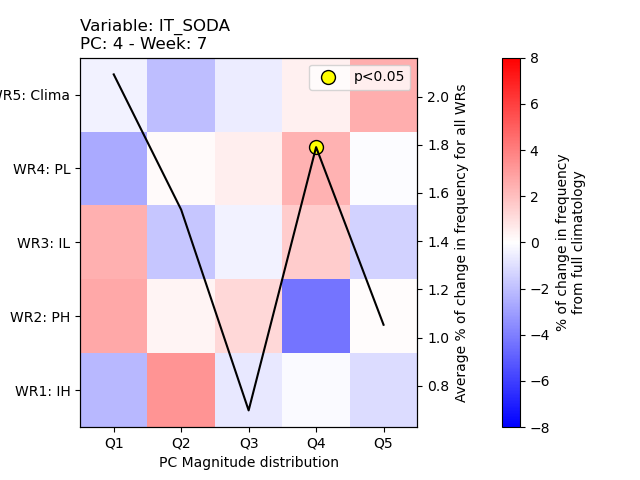 Variable: IT_SODA
PC: 4 - Week: 7
p<0.05
WR5: Clima
WR4: PL
WR3: IL
WR2: PH
WR1: IH
Q1 Q2 Q3 Q4 Q5
PC Magnitude distribution
2.0
1.8
1.6
1.4
1.2
1.0
0.8
Average % of change in frequency for all WRs
8
6
4
2
0
−2
−4
−6
−8
% of change in frequency
from full climatology